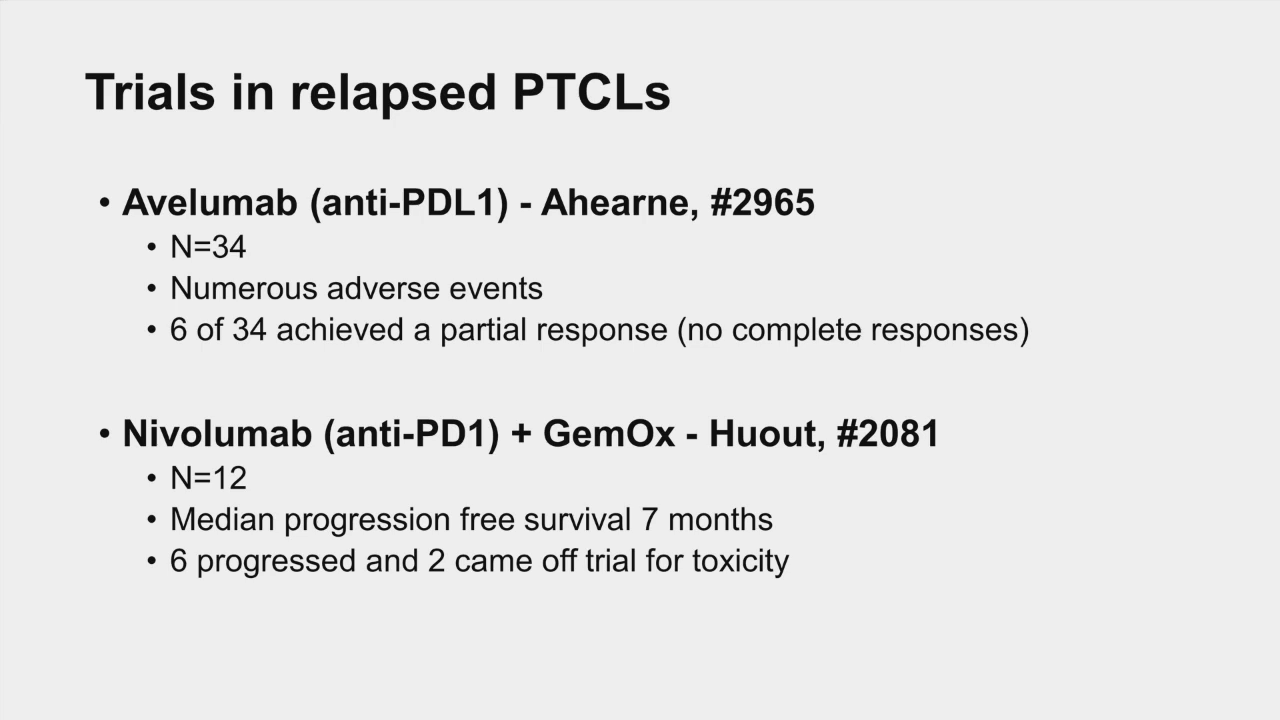 Trials in relapsed PTCLs
• Avelumab (anti-PDL1) - Ahearne, #2965
• N=34
• Numerous adverse events
• 6 of 34 achieved a partial response (no complete responses)
• Nivolumab (anti-PD1) + GemOx - Huout, #2081
• N=12
• Median progression free survival 7 months
• 6 progressed and 2 came off trial for toxicity